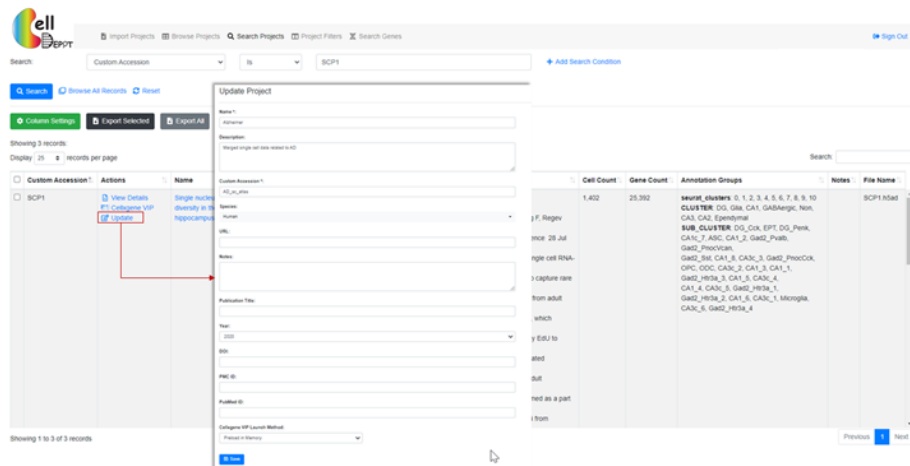 ell
DEPOT
Import Projects Browse Projects Search Projects Project Filters Search Genes Sign Out
Search: Custom Accession Is SCP1 + Add Search Condition
Search Browse All Records Reset
Column Settings Export Selected Export All
Showing 3 records:
Display 25 records per page Search:
Custom Accession Actions Name Cell Count Gene Count Annotation Groups Notes File Name
SCP1 View Details Single nucleus 1,402 25,392 seurat_clusters: 0, 1, 2, 3, 4, 5, 6, 7, 8, 9, 10 SCP1.h5ad
Cellxgene VIP diversity in th CLUSTER: DG, Glia, CA1, GABAergic, Non,
Update hippocampus g F, Regev CA3, CA2, Ependymal
SUB_CLUSTER: DG_Cck, EPT, DG_Penk,
ence 28 Jul CA1c_7, ASC, CA1_2, Gad2_Pvalb,
Gad2_PnocVcan,
ngle cell RNA- Gad2_Sst, CA1_8, CA3c_3, Gad2_PnocCck,
OPC, ODC, CA3c_2, CA1_3, CA1_1,
o capture rare Gad2_Htr3a_3, CA1_5, CA3c_4,
CA1_4, CA3c_5, Gad2_Htr3a_1,
from adult Gad2_Htr3a_2, CA1_6, CA3c_1, Microglia,
CA3c_6, Gad2_Htr3a_4
, which
y EdU to
ated
dult
ned as a part
from
Update Project
Name *:
Alzheimer
Description:
Merged single cell data related to AD.
Custom Accession *:
AD_sc_atlas
Species:
Human
URL:
Notes:
Publication Title:
Year:
2020
DOI:
PMC ID:
PubMed ID:
Cellxgene VIP Launch Method:
Preload in Memory
Save
Showing 1 to 3 of 3 records Previous 1 Next